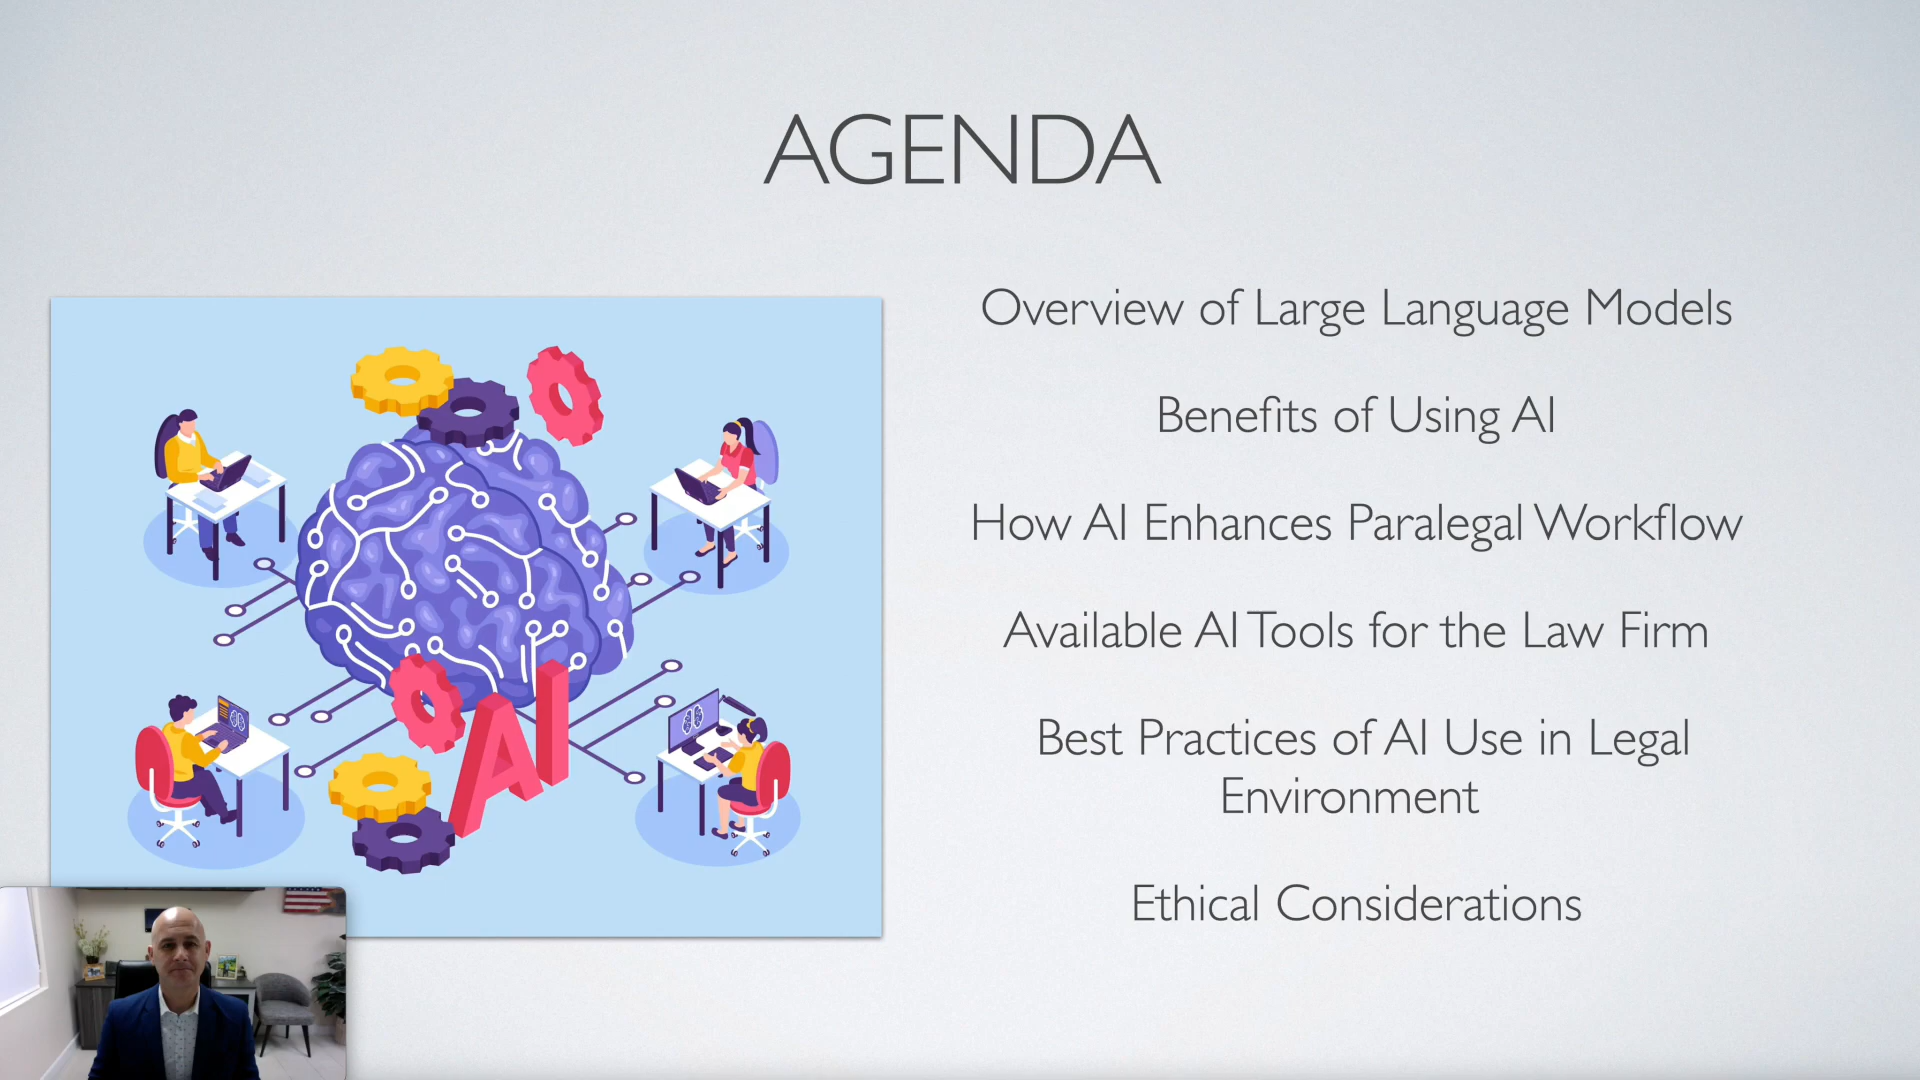 AGENDA
Overview of Large Language Models
Benefits of Using AI
How AI Enhances Paralegal Workflow
Available AI Tools for the Law Firm
Best Practices of AI Use in Legal
Environment
Ethical Considerations
AI